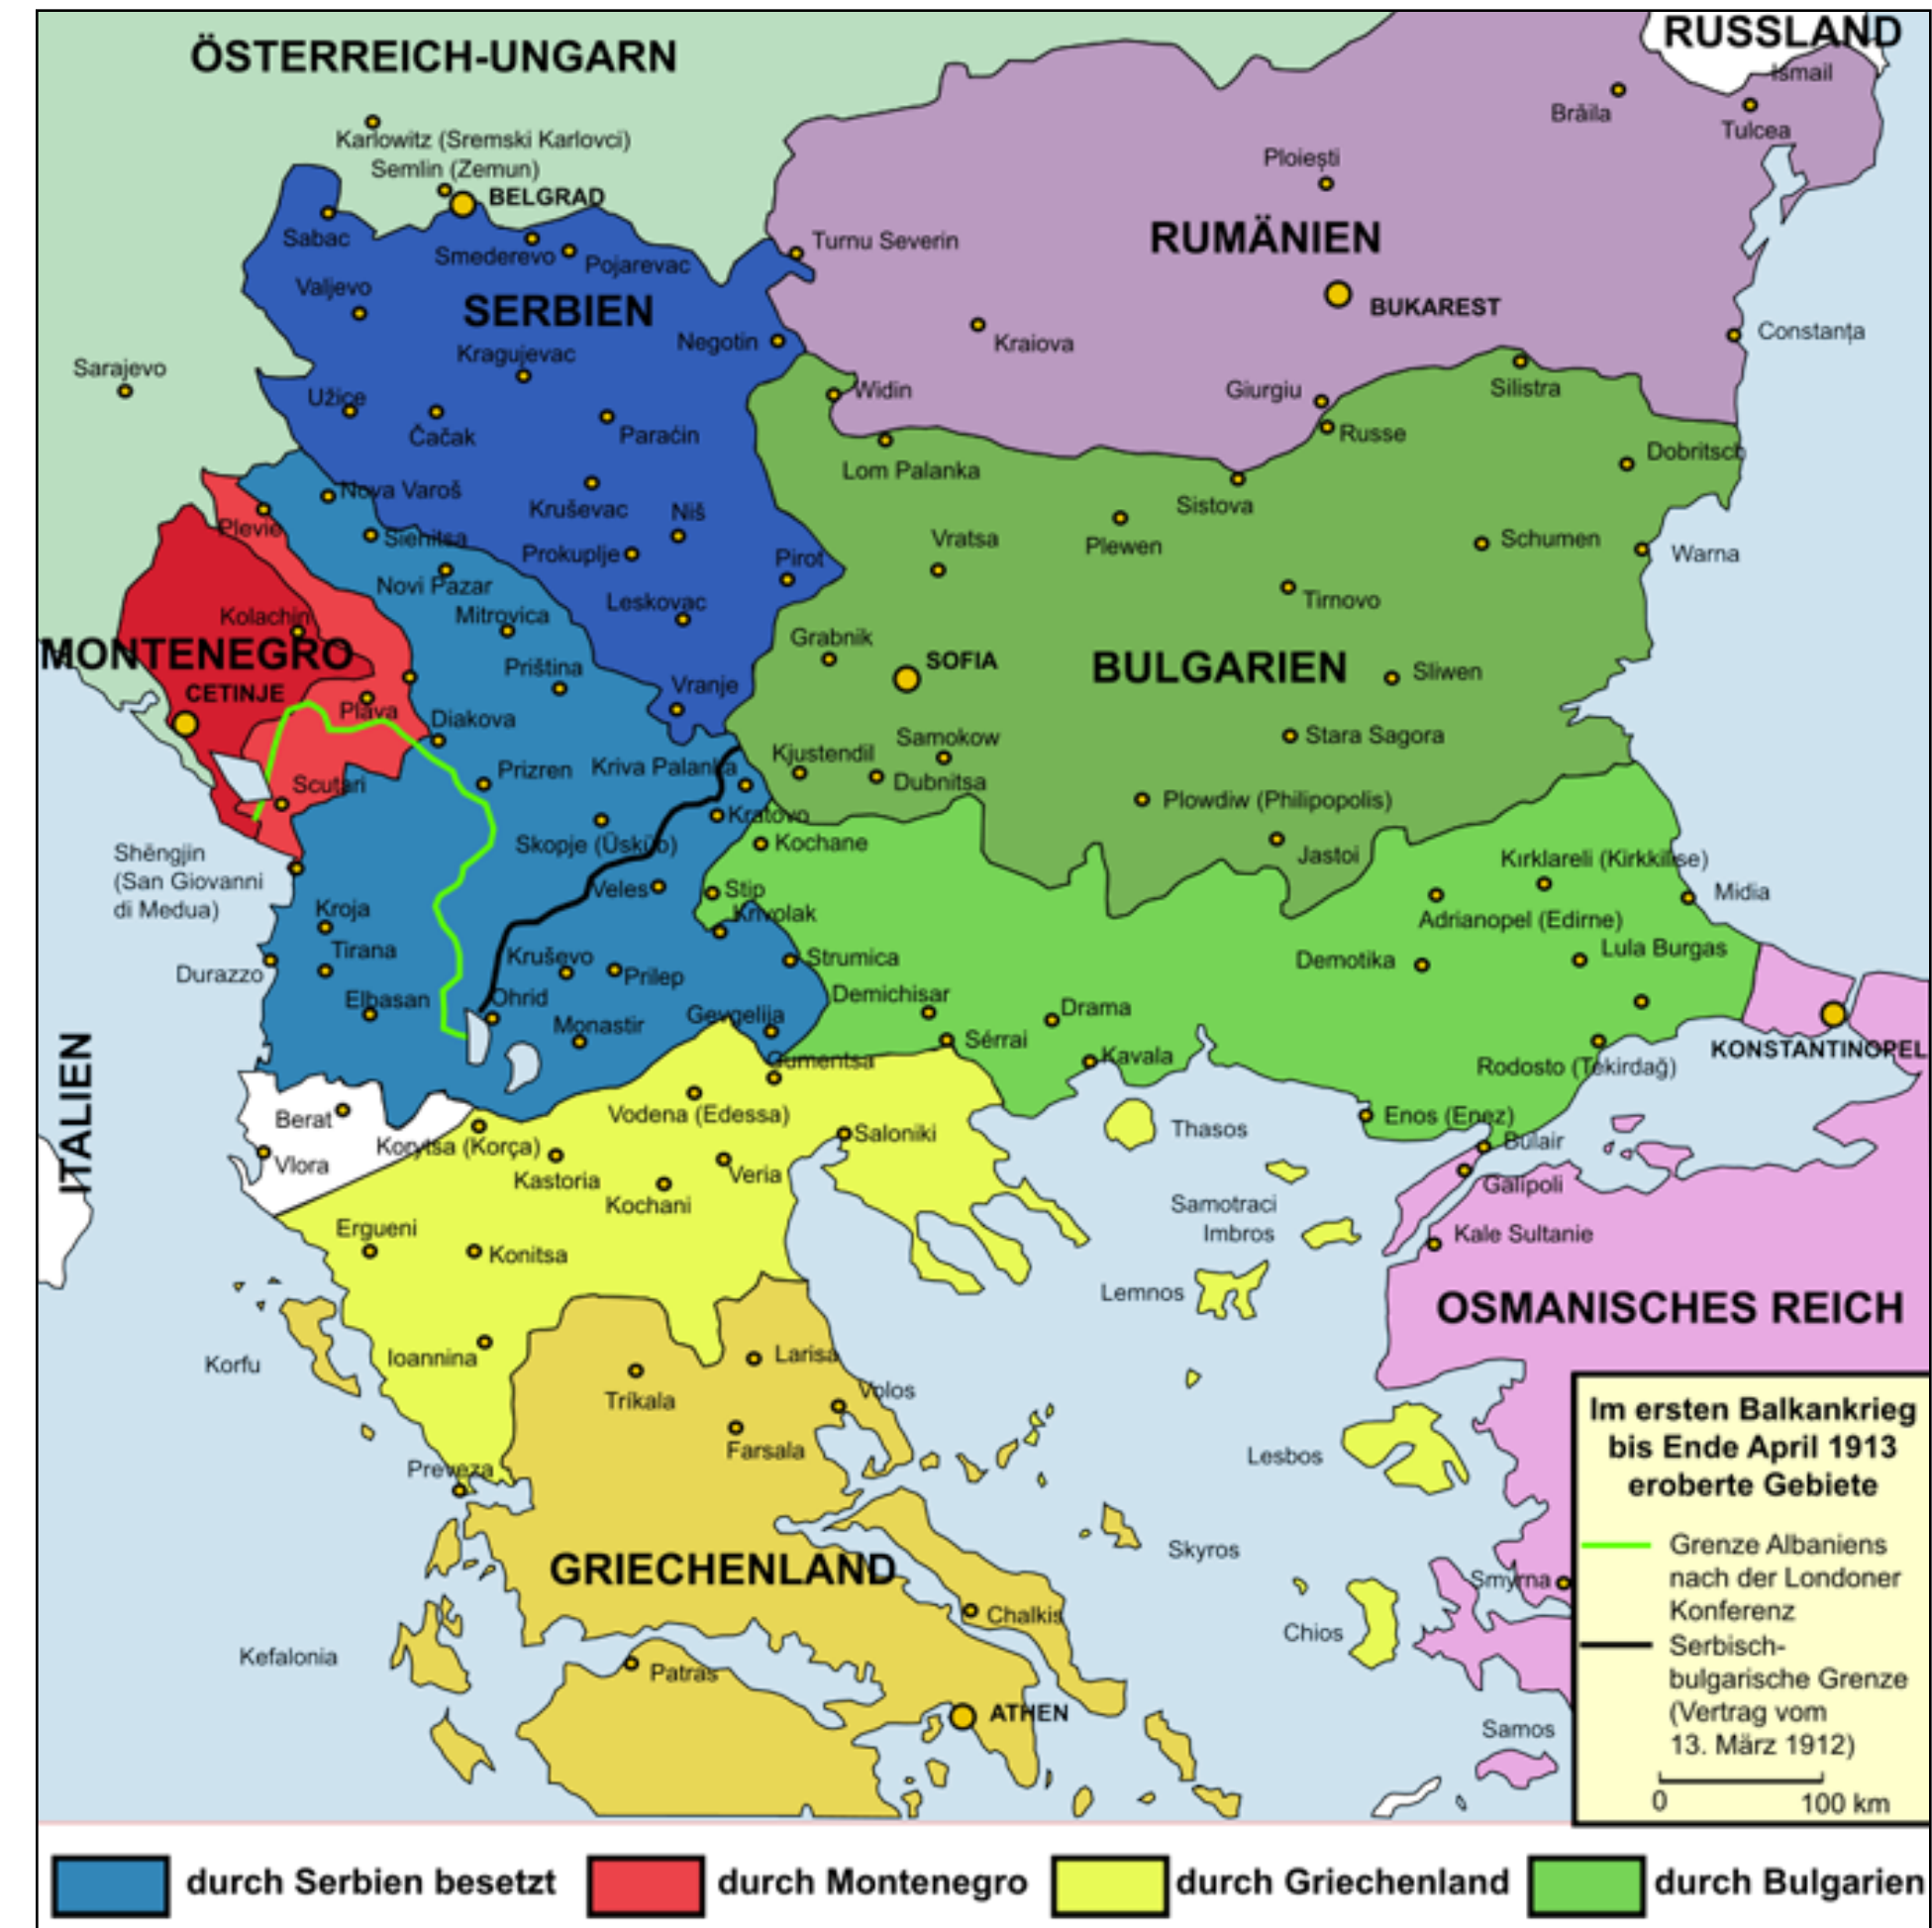 ÖSTERREICH-UNGARN
RUSSLAND
Ismail
Brăila
Tulcea
Karlowitz (Sremski Karlovci)
Semlin (Zemun)
BELGRAD
Ploiești
Sabac
Smederevo
Pojarevac
Turnu Severin
RUMÄNIEN
Valjevo
SERBIEN
BUKAREST
Negotin
Kraiova
Constanța
Kragujevac
Sarajevo
Užice
Widin
Giurgiu
Silistra
Čačak
Paraćin
Russe
Dobritsch
Lom Palanka
Nova Varoš
Sistova
Kruševac
Niš
Plevie
Sienitsa
Vratsa
Plewen
Schumen
Warna
Prokuplje
Pirot
Novi Pazar
Tirnovo
Mitrovica
Leskovac
Kolachin
Grabnik
MONTENEGRO
SOFIA
BULGARIEN
Priština
Sliwen
CETINJE
Vranje
Plava
Diakova
Samokow
Stara Sagora
Kjustendil
Prizren
Kriva Palanka
Dubnitsa
Scutari
Plowdiw (Philipopolis)
Kratovo
Skopje (Üsküb)
Kochane
Shëngjin
(San Giovanni
di Medua)
Jastoi
Kırklareli (Kirkkilise)
Veles
Stip
Midia
Kroja
Krivolak
Adrianopel (Edirne)
Tirana
Lula Burgas
Kruševo
Strumica
Demotika
Durazzo
Prilep
Elbasan
Ohrid
Demichisar
Drama
Monastir
Gevgelija
Sérrai
KONSTANTINOPEL
Kavala
Gumentsa
Rodosto (Tekirdağ)
ITALIEN
Berat
Vodena (Edessa)
Enos (Enez)
Thasos
Saloniki
Bulair
Korytsa (Korça)
Vlora
Kastoria
Veria
Galipoli
Kochani
Samotraci
Imbros
Ergueni
Kale Sultanie
Konitsa
Lemnos
OSMANISCHES REICH
Ioannina
Larisa
Korfu
Tríkala
Volos
Farsala
Lesbos
Preveza
Skyros
GRIECHENLAND
Smyrna
Chalkis
Chios
Kefalonia
Patras
ATHEN
Samos
Im ersten Balkankrieg
bis Ende April 1913
eroberte Gebiete
Grenze Albaniens
nach der Londoner
Konferenz
Serbisch-
bulgarische Grenze
(Vertrag vom
13. März 1912)
0 100 km
durch Serbien besetzt
durch Montenegro
durch Griechenland
durch Bulgarien